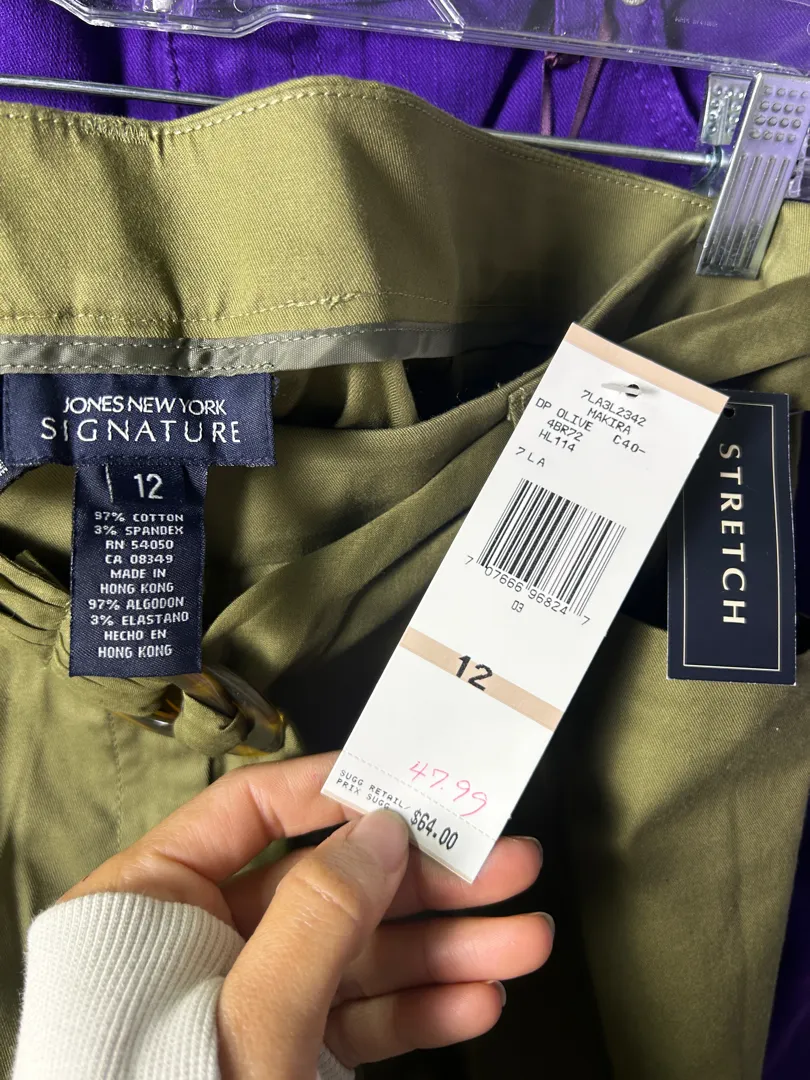 JONES NEW YORK
SIGNATURE
12
97% COTTON
3% SPANDEX
RN 54050
CA 08349
MADE IN
HONG KONG
97% ALGODON
3% ELASTANO
HECHO EN
HONG KONG
7LA3L2342
MAKIRA
DP OLIVE C40-
4BR72
HL114
7LA
7 07666 96824 7
03
12
47.99
SUGG RETAIL/
PRIX SUGG
$64.00
STRETCH